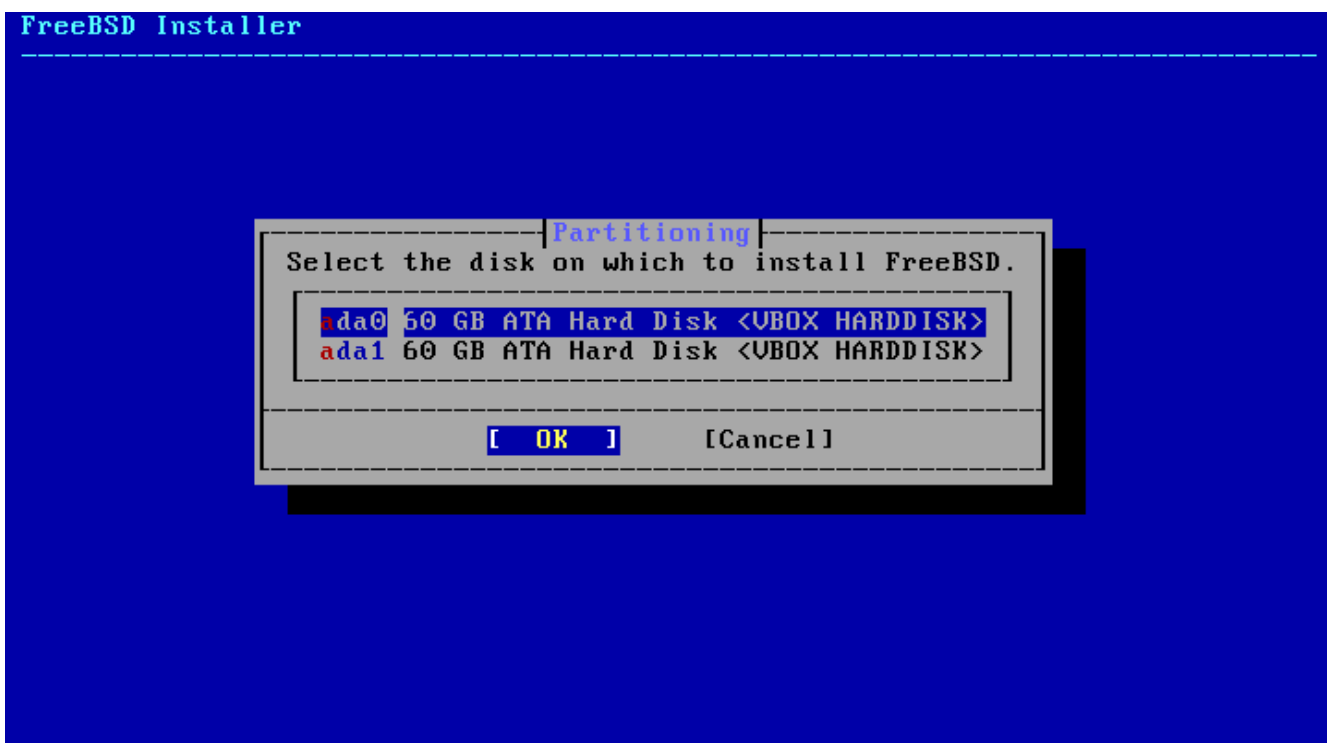 FreeBSD Installer
Partitioning
Select the disk on which to install FreeBSD.
ada0 60 GB ATA Hard Disk <VBOX HARDDISK>
ada1 60 GB ATA Hard Disk <VBOX HARDDISK>
[ OK ] [Cancel]